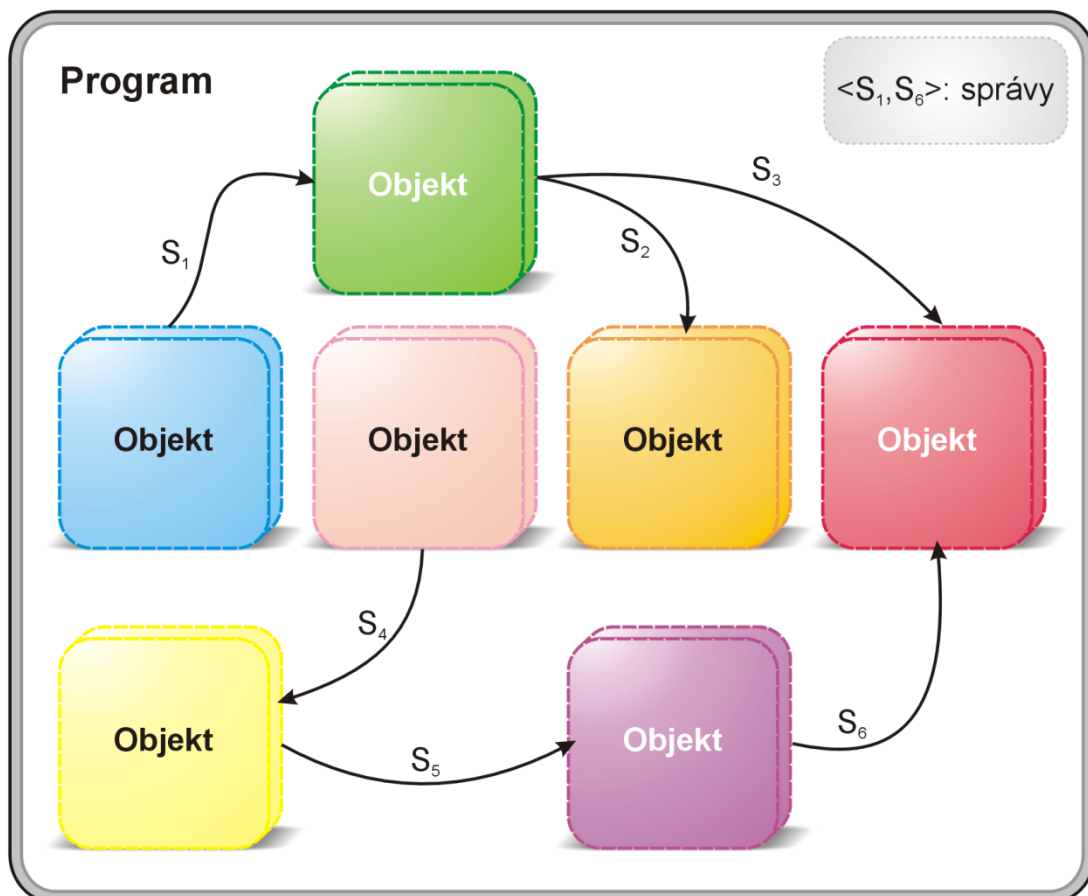 Program
<S₁,S₆>: správy
Objekt
S₃
S₂
S₁
Objekt
Objekt
Objekt
Objekt
S₄
Objekt
S₅
Objekt
S₆